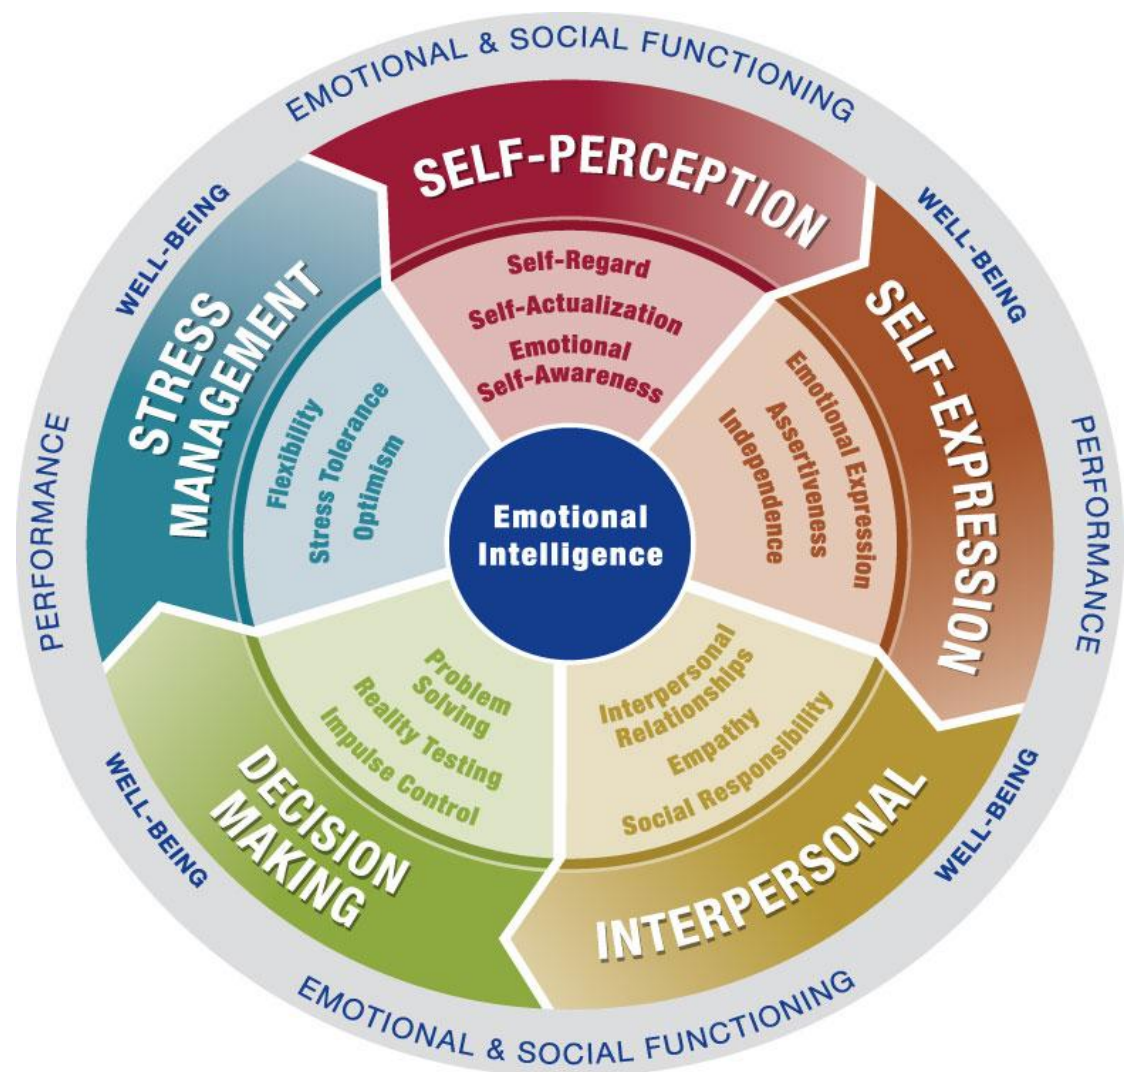 EMOTIONAL & SOCIAL FUNCTIONING
WELL-BEING
WELL-BEING
PERFORMANCE
PERFORMANCE
WELL-BEING
WELL-BEING
EMOTIONAL & SOCIAL FUNCTIONING
SELF-PERCEPTION
Self-Regard
Self-Actualization
Emotional
Self-Awareness
SELF-EXPRESSION
Emotional Expression
Assertiveness
Independence
INTERPERSONAL
Interpersonal
Relationships
Empathy
Social Responsibility
DECISION
MAKING
Problem
Solving
Reality Testing
Impulse Control
STRESS
MANAGEMENT
Flexibility
Stress Tolerance
Optimism
Emotional
Intelligence